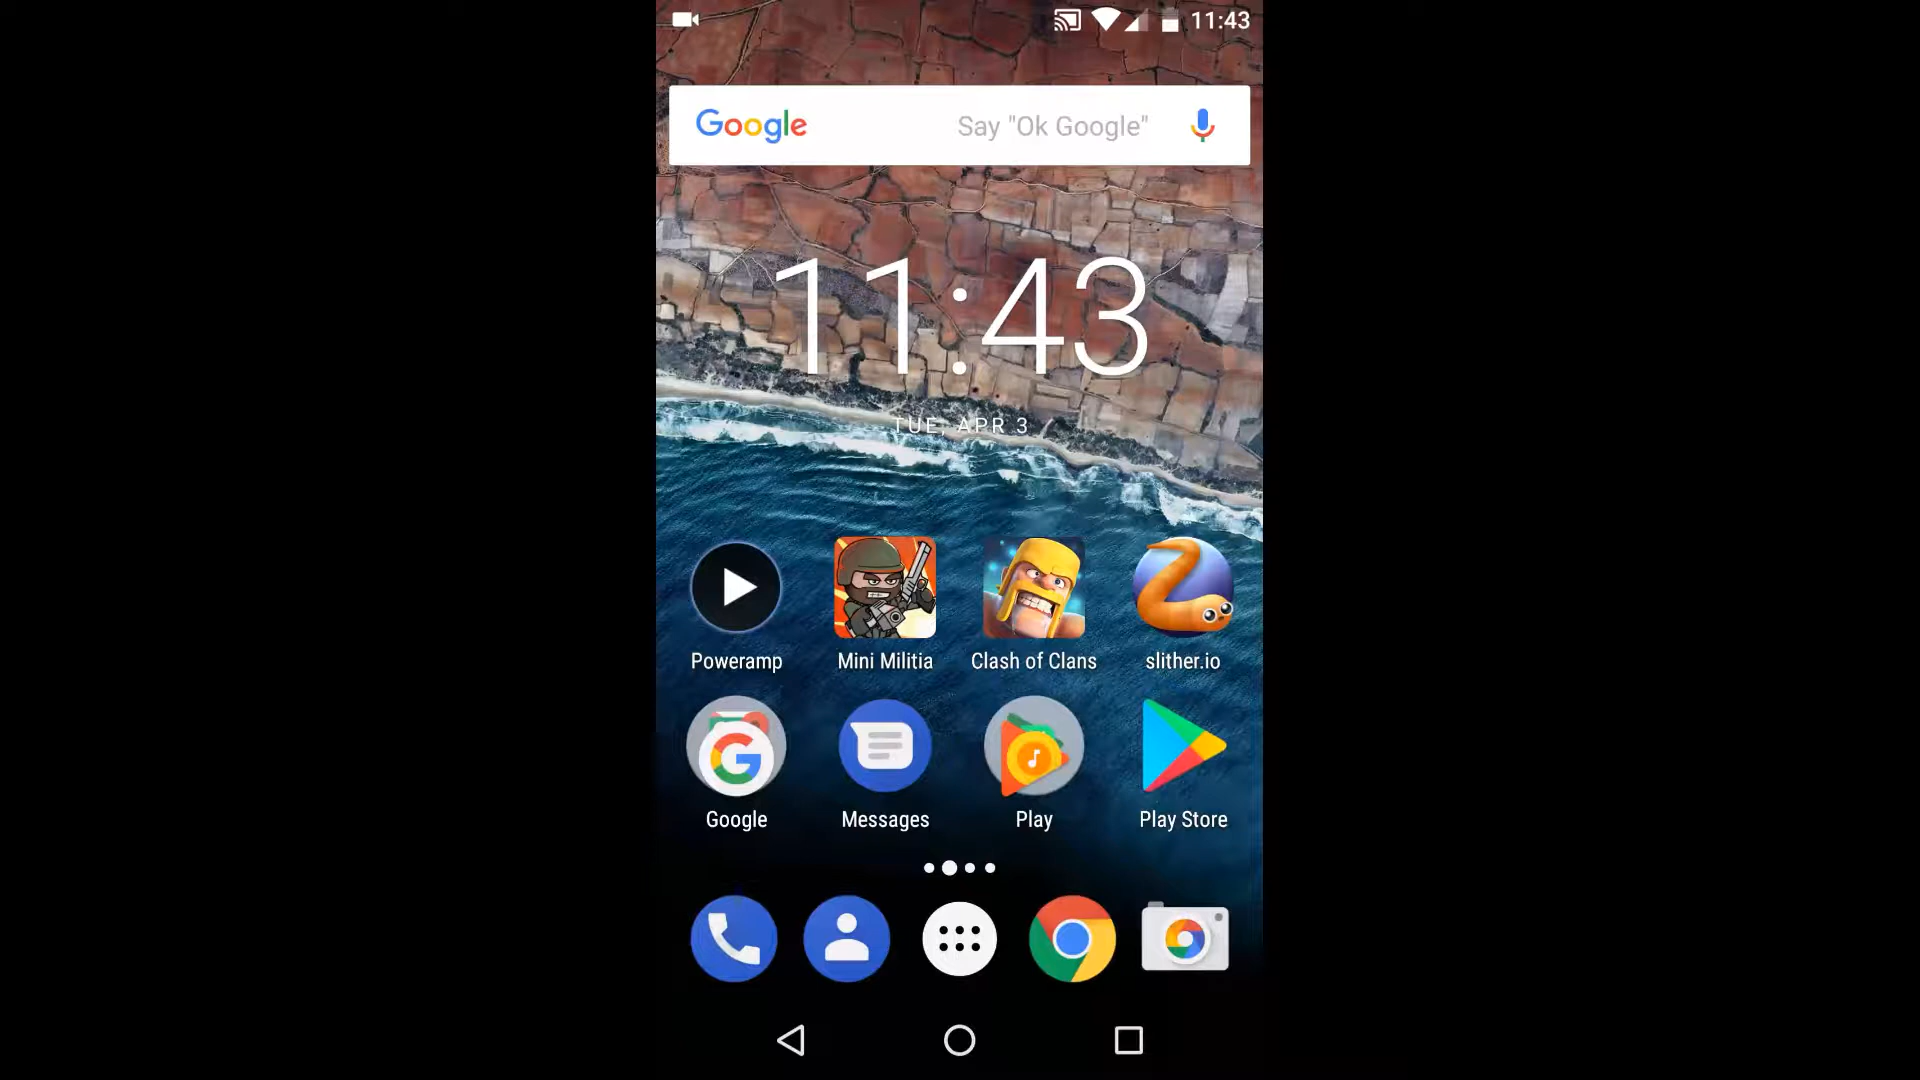 11:43
Google Say "Ok Google"
11:43
TUE, APR 3
Poweramp Mini Militia Clash of Clans slither.io
Google Messages Play Play Store